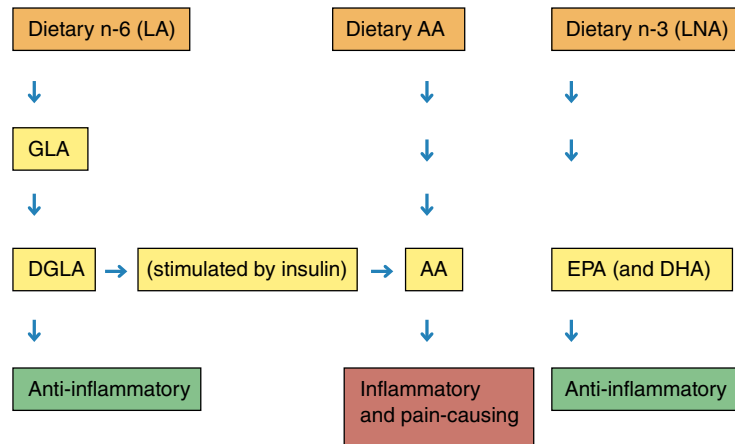 Dietary n-6 (LA)
Dietary AA
Dietary n-3 (LNA)
GLA
DGLA
(stimulated by insulin)
AA
EPA (and DHA)
Anti-inflammatory
Inflammatory
and pain-causing
Anti-inflammatory